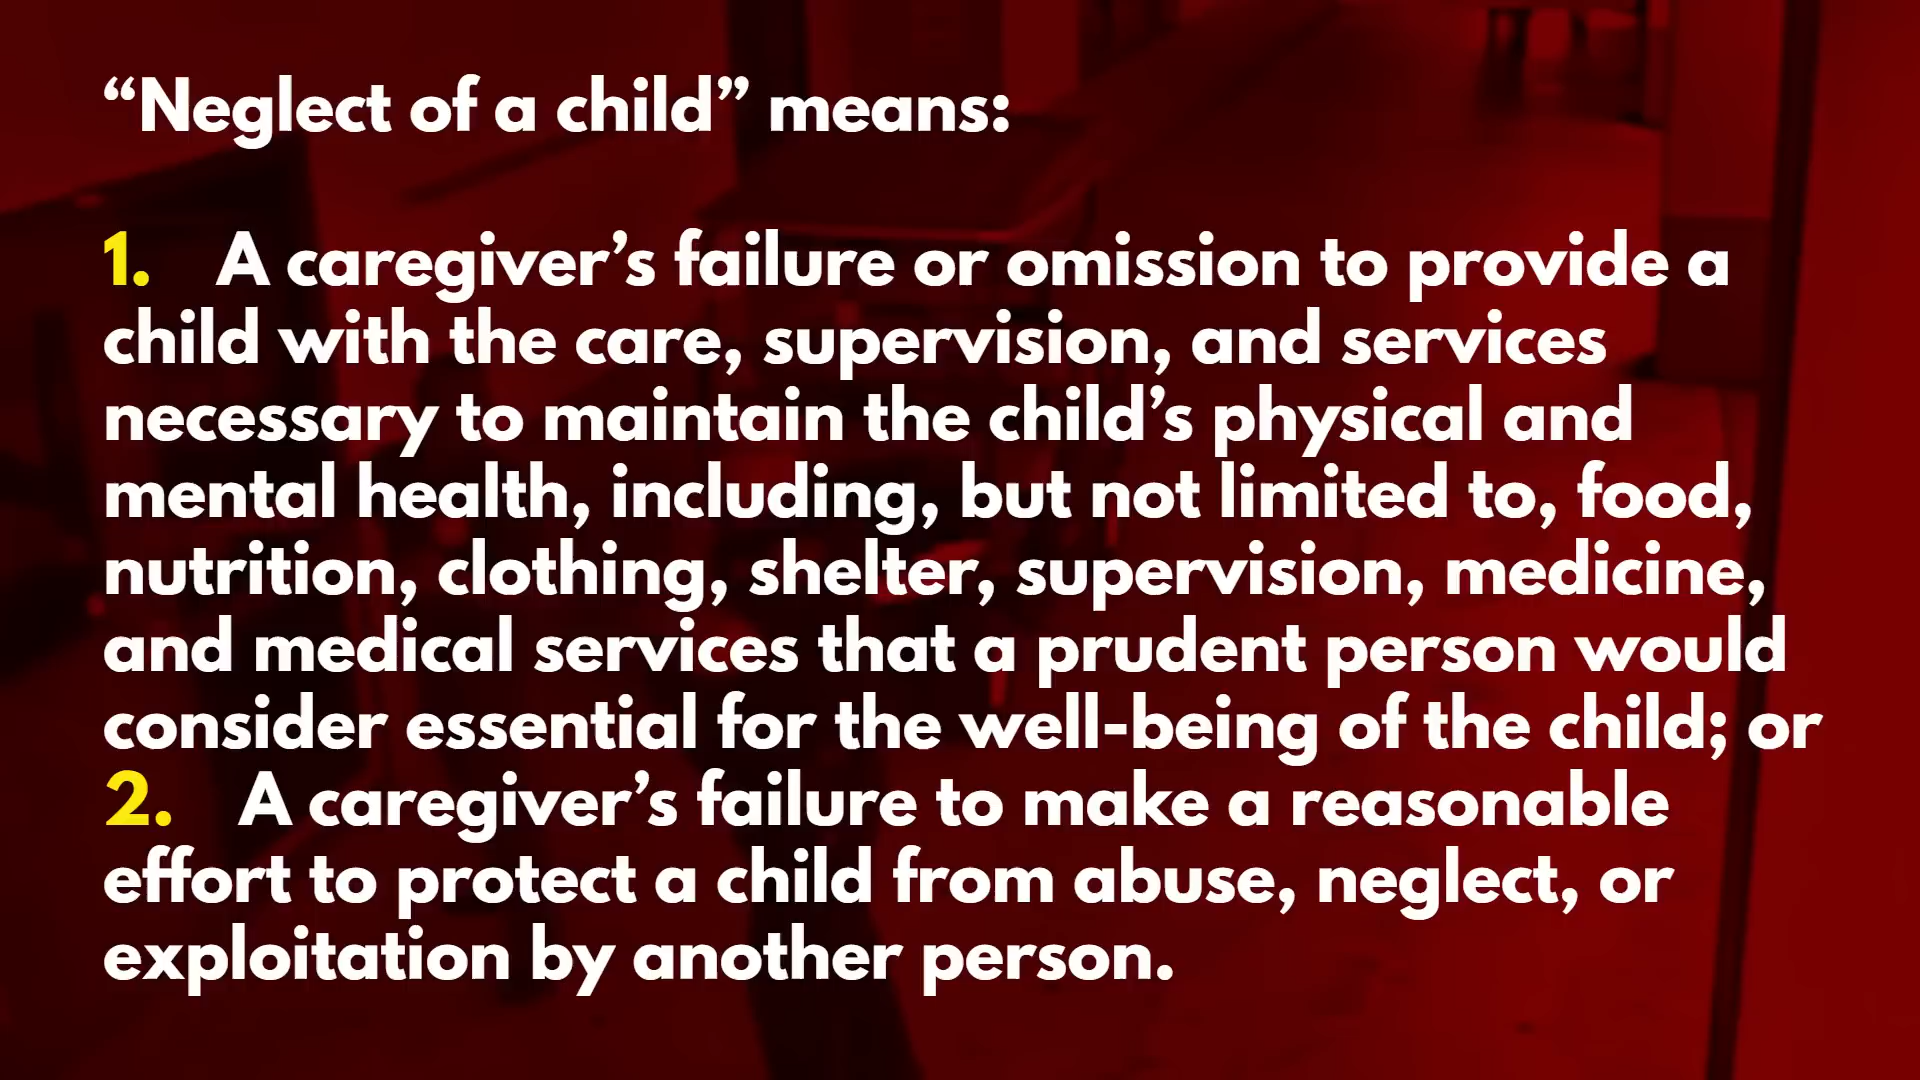 “Neglect of a child” means:
1. A caregiver’s failure or omission to provide a
child with the care, supervision, and services
necessary to maintain the child’s physical and
mental health, including, but not limited to, food,
nutrition, clothing, shelter, supervision, medicine,
and medical services that a prudent person would
consider essential for the well-being of the child; or
2. A caregiver’s failure to make a reasonable
effort to protect a child from abuse, neglect, or
exploitation by another person.